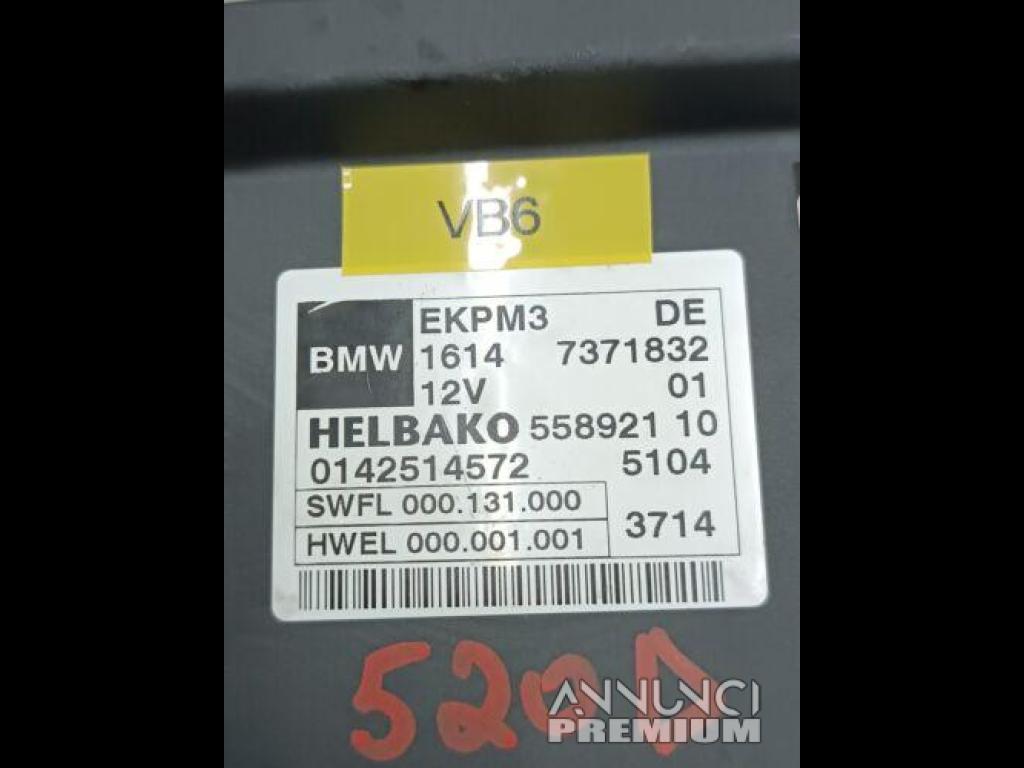 VB6
BMW
EKPM3 DE
1614 7371832
12V 01
HELBAKO 558921 10
0142514572 5104
SWFL 000.131.000
HWEL 000.001.001
3714
ANNUNCI
PREMIUM